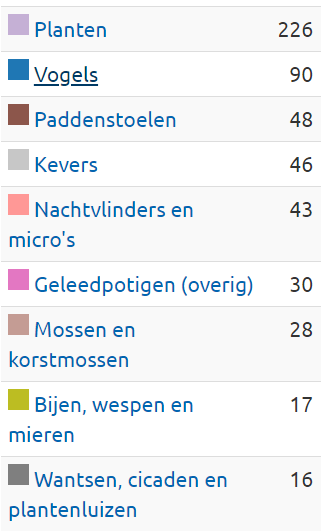 Planten 226
Vogels 90
Paddenstoelen 48
Kevers 46
Nachtvlinders en 43
micro's
Geleedpotigen (overig) 30
Mossen en 28
korstmossen
Bijen, wespen en 17
mieren
Wantsen, cicaden en 16
plantenluizen